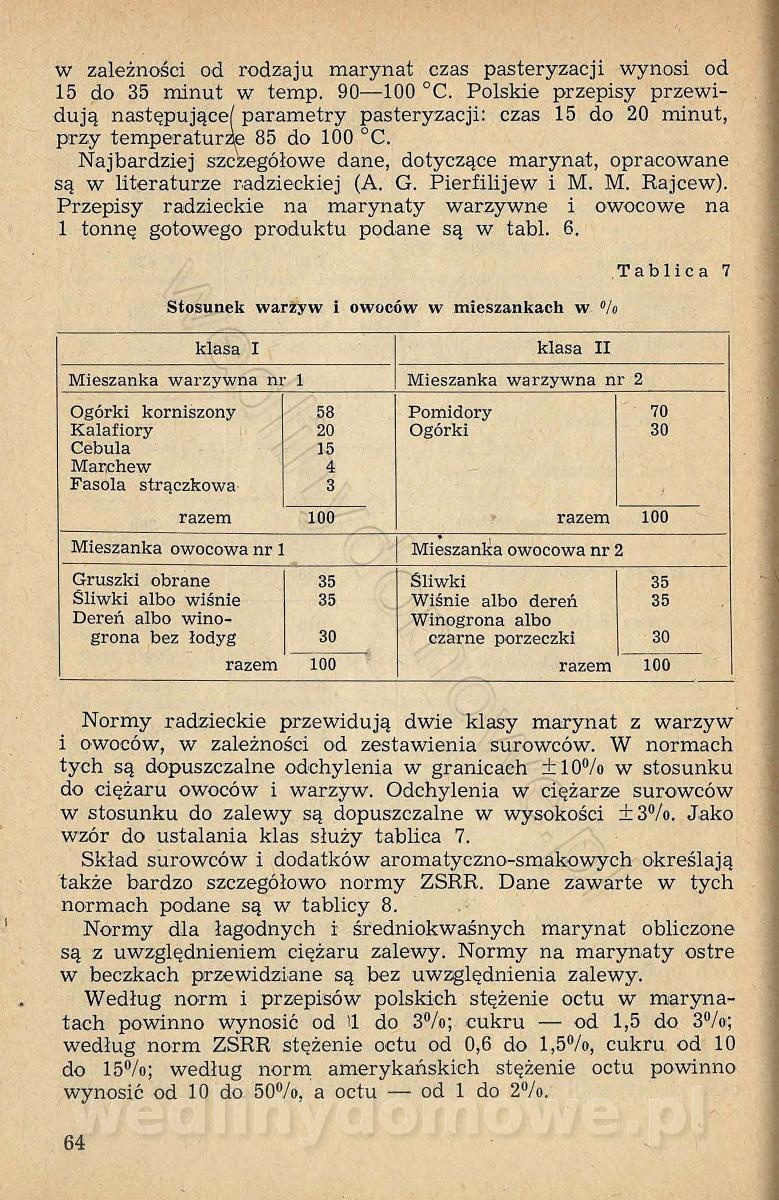 w zależności od rodzaju marynat czas pasteryzacji wynosi od
15 do 35 minut w temp. 90—100 °C. Polskie przepisy przewi-
dują następujące parametry pasteryzacji: czas 15 do 20 minut,
przy temperaturze 85 do 100 °C.
Najbardziej szczegółowe dane, dotyczące marynat, opracowane
są w literaturze radzieckiej (A. G. Pierfilijew i M. M. Rajcew).
Przepisy radzieckie na marynaty warzywne i owocowe na
1 tonnę gotowego produktu podane są w tabl. 6.
Tablica 7
Stosunek warzyw i owoców w mieszankach w %
klasa I klasa II
Mieszanka warzywna nr 1 Mieszanka warzywna nr 2
Ogórki korniszony 58 Pomidory 70
Kalafiory 20 Ogórki 30
Cebula 15
Marchew 4
Fasola strączkowa 3
razem 100 razem 100
Mieszanka owocowa nr 1 Mieszanka owocowa nr 2
Gruszki obrane 35 Śliwki 35
Śliwki albo wiśnie 35 Wiśnie albo dereń 35
Dereń albo wino- Winogrona albo
grona bez łodyg 30 czarne porzeczki 30
razem 100 razem 100
Normy radzieckie przewidują dwie klasy marynat z warzyw
i owoców, w zależności od zestawienia surowców. W normach
tych są dopuszczalne odchylenia w granicach ±10% w stosunku
do ciężaru owoców i warzyw. Odchylenia w ciężarze surowców
w stosunku do zalewy są dopuszczalne w wysokości ±3%. Jako
wzór do ustalania klas służy tablica 7.
Skład surowców i dodatków aromatyczno-smakowych określają
także bardzo szczegółowo normy ZSRR. Dane zawarte w tych
normach podane są w tablicy 8.
Normy dla łagodnych i średniokwaśnych marynat obliczone
są z uwzględnieniem ciężaru zalewy. Normy na marynaty ostre
w beczkach przewidziane są bez uwzględnienia zalewy.
Według norm i przepisów polskich stężenie octu w maryna-
tach powinno wynosić od 1 do 3%; cukru — od 1,5 do 3%;
według norm ZSRR stężenie octu od 0,6 do 1,5%, cukru od 10
do 15%; według norm amerykańskich stężenie octu powinno
wynosić od 10 do 50%, a octu — od 1 do 2%.
wedlinydomowe.pl
64
wedlinydomowe.pl